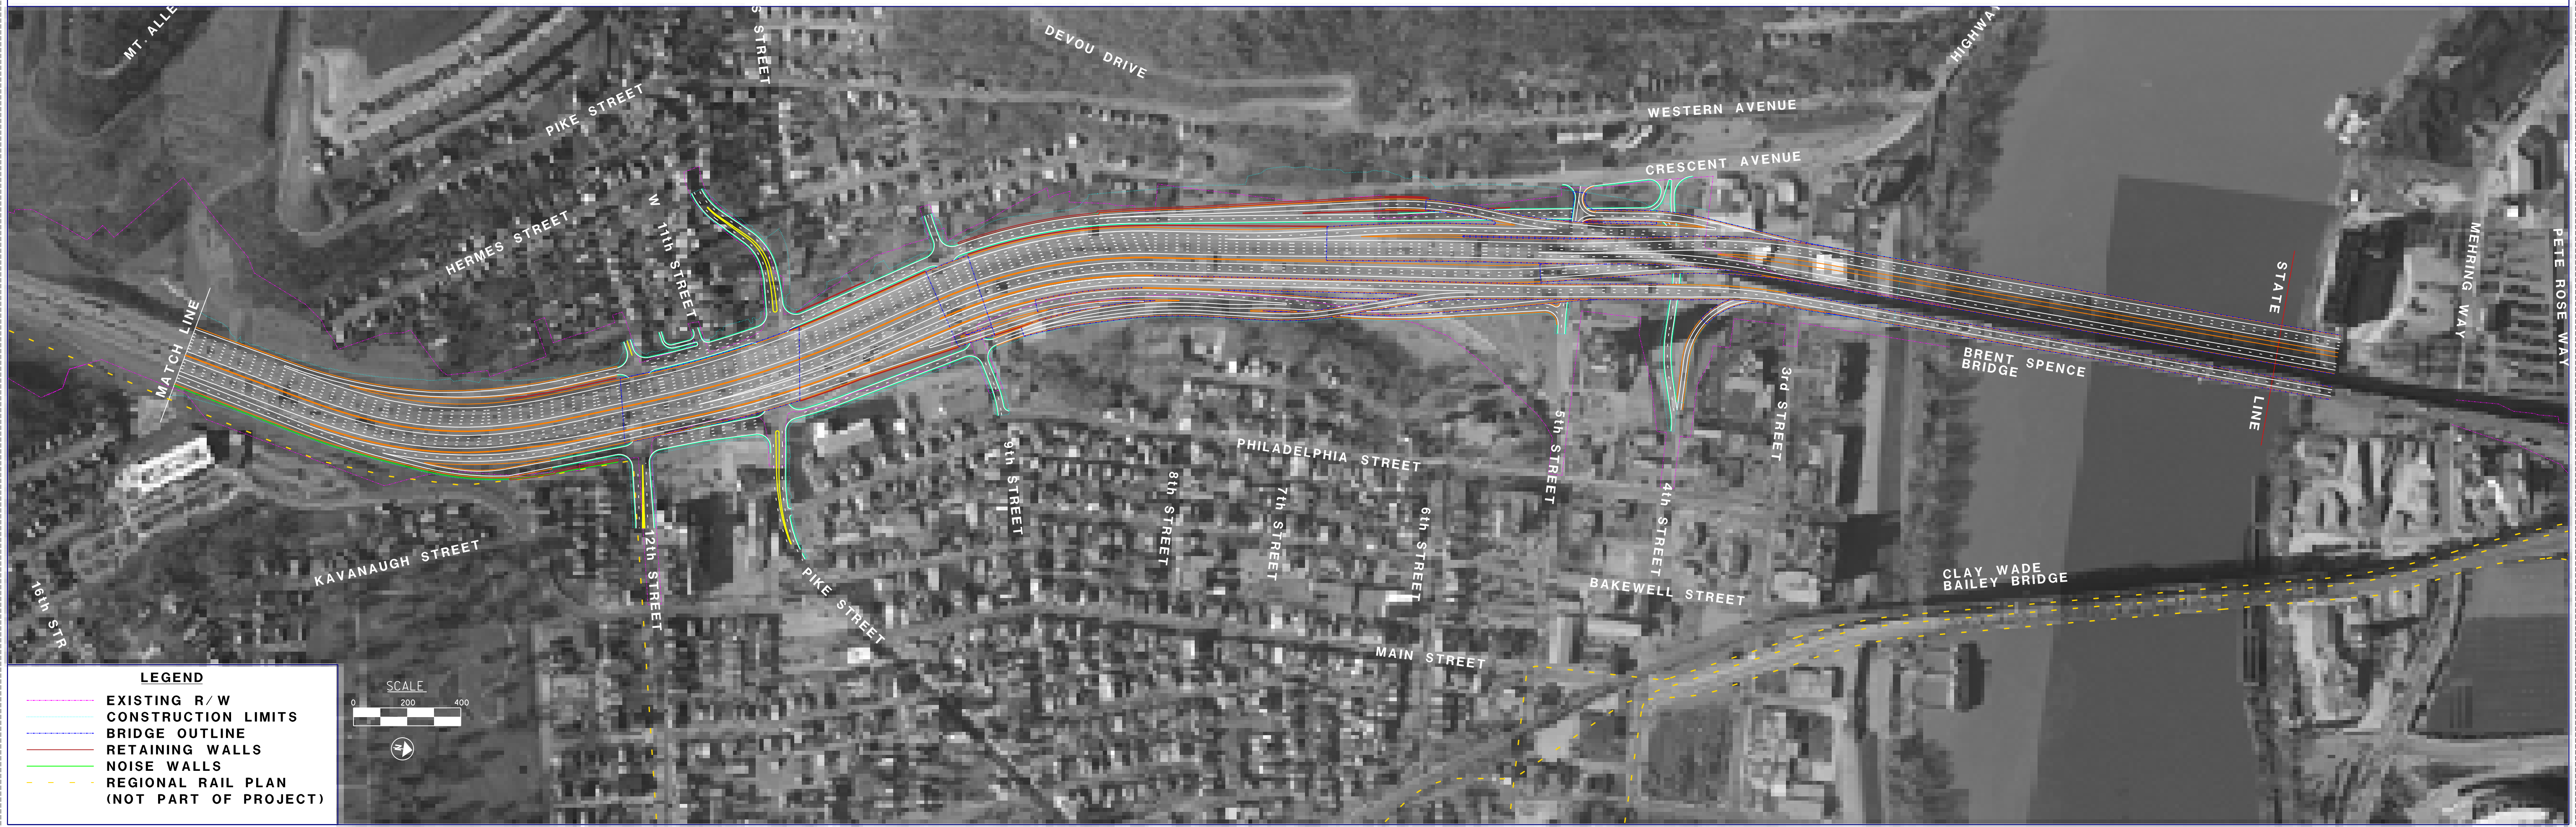 MT. ALLE
PIKE STREET
S STREET
DEVOU DRIVE
WESTERN AVENUE
HIGHWAY
CRESCENT AVENUE
HERMES STREET
W 11th STREET
MATCH LINE
STATE LINE
MEHRING WAY
PETE ROSE WAY
BRENT SPENCE
BRIDGE
3rd STREET
PHILADELPHIA STREET
9th STREET
8th STREET
7th STREET
6th STREET
5th STREET
4th STREET
12th STREET
KAVANAUGH STREET
16th STR
PIKE STREET
BAKEWELL STREET
CLAY WADE
BAILEY BRIDGE
MAIN STREET
LEGEND
EXISTING R/W
CONSTRUCTION LIMITS
BRIDGE OUTLINE
RETAINING WALLS
NOISE WALLS
REGIONAL RAIL PLAN
(NOT PART OF PROJECT)
SCALE
0 200 400
N